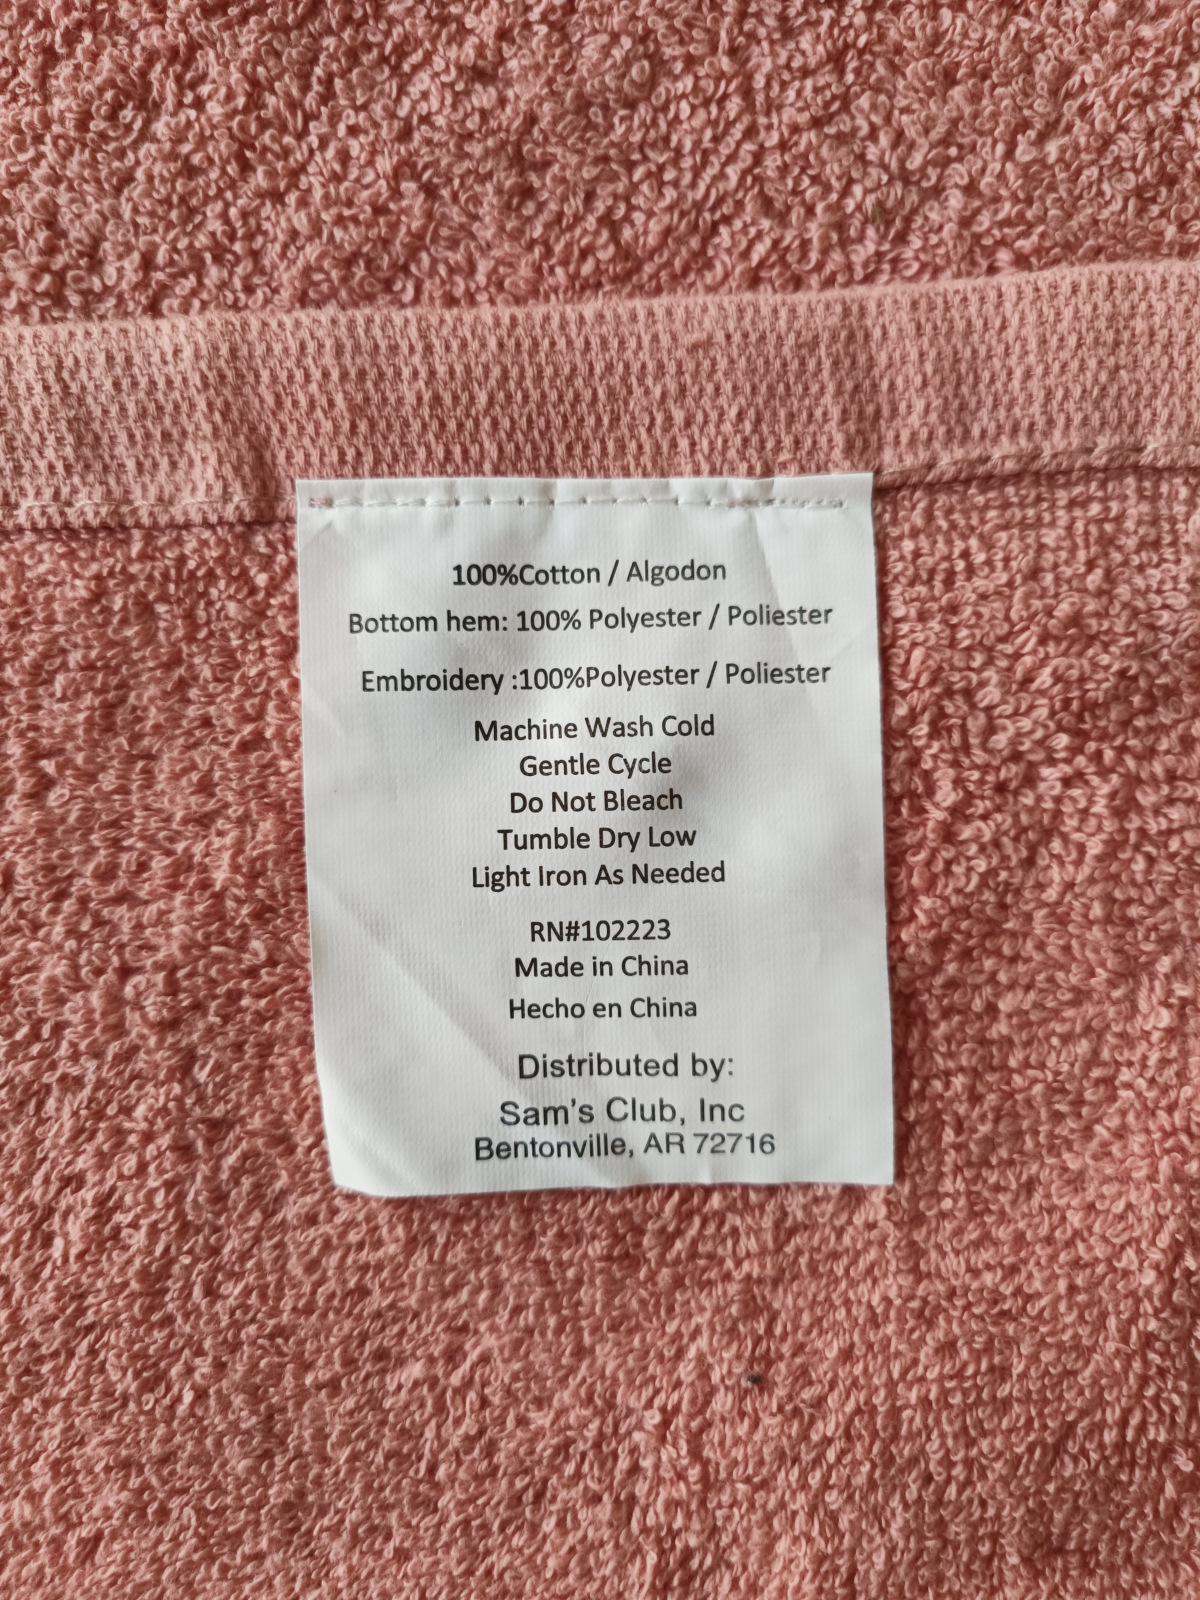 100%Cotton / Algodon
Bottom hem: 100% Polyester / Poliester
Embroidery :100%Polyester / Poliester
Machine Wash Cold
Gentle Cycle
Do Not Bleach
Tumble Dry Low
Light Iron As Needed
RN#102223
Made in China
Hecho en China
Distributed by:
Sam's Club, Inc
Bentonville, AR 72716